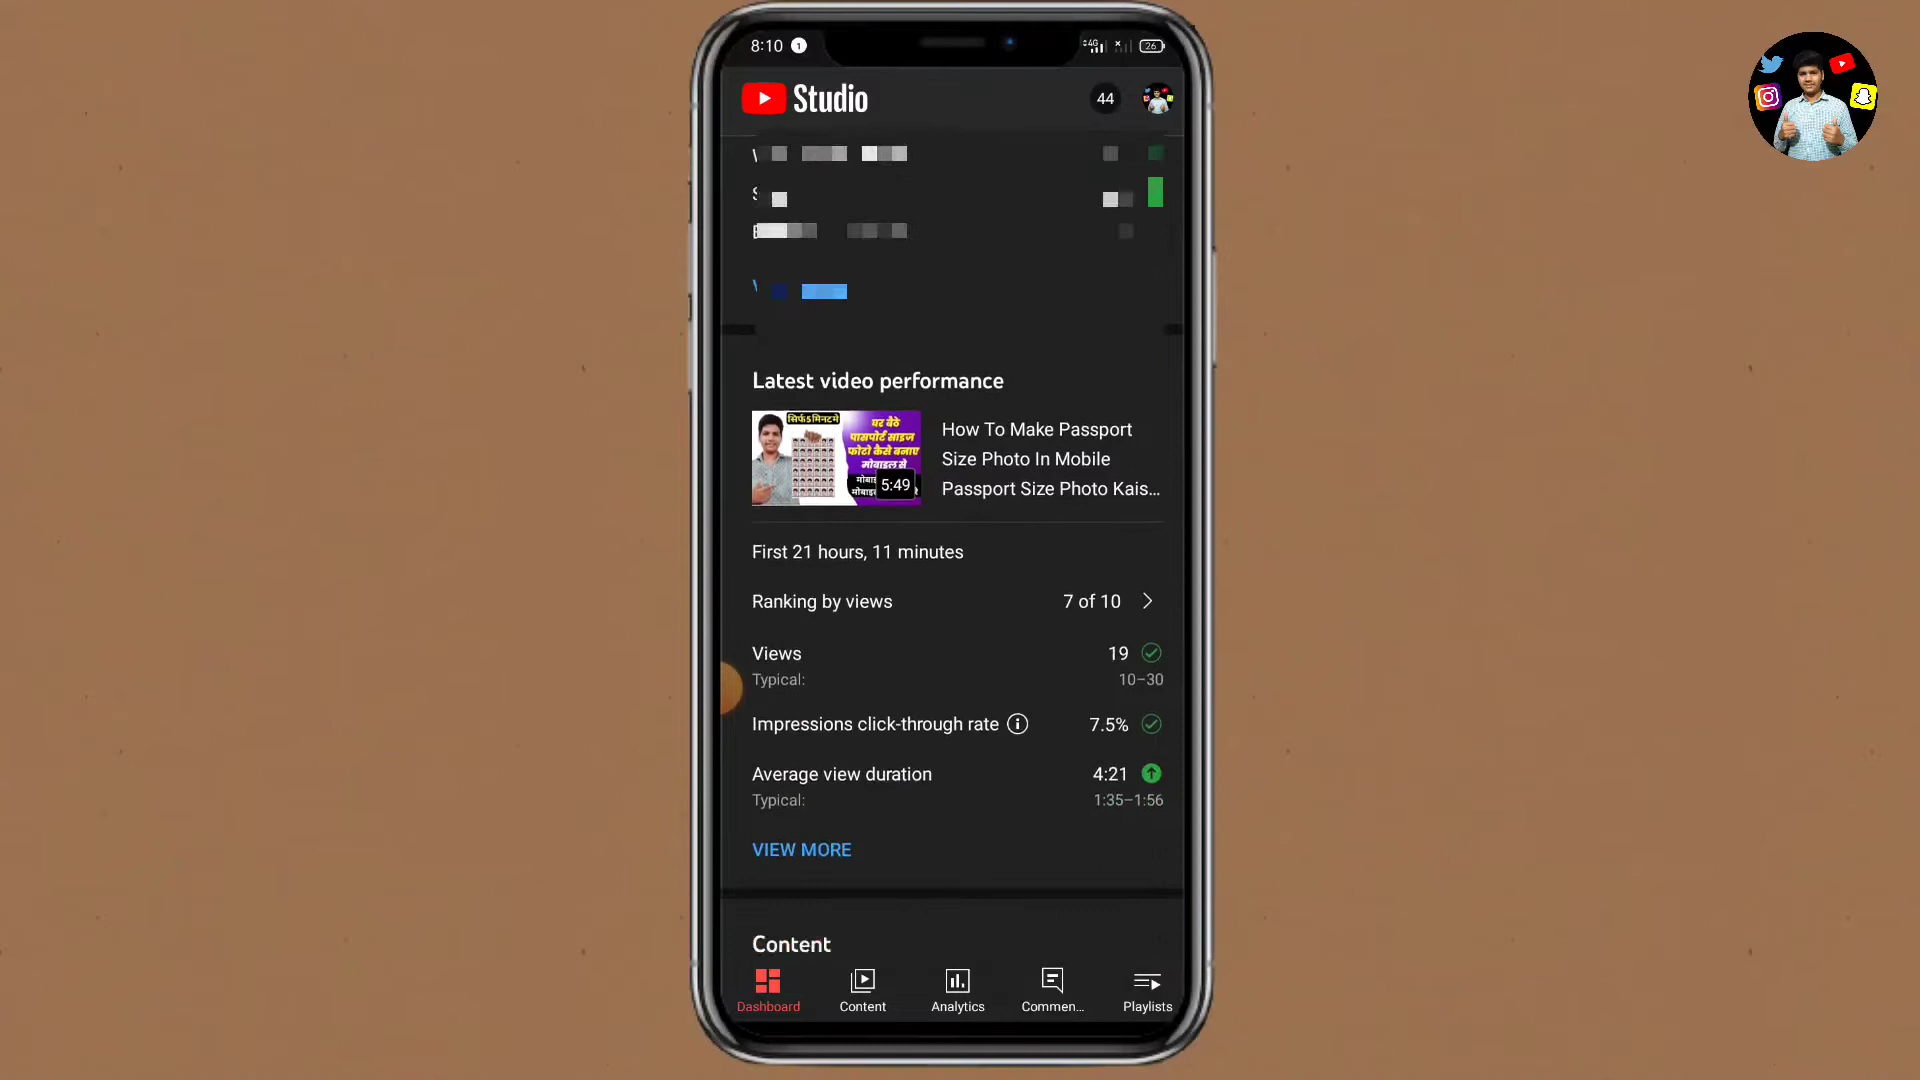 8:10 1 4G 26
Studio 44
Latest video performance
सिर्फ 5 मिनट मे
घर बैठे
पासपोर्ट साइज
फोटो कैसे बनाए
मोबाइल से
5:49
How To Make Passport
Size Photo In Mobile
Passport Size Photo Kais...
First 21 hours, 11 minutes
Ranking by views 7 of 10
Views 19
Typical: 10–30
Impressions click-through rate 7.5%
Average view duration 4:21
Typical: 1:35–1:56
VIEW MORE
Content
Dashboard Content Analytics Commen... Playlists